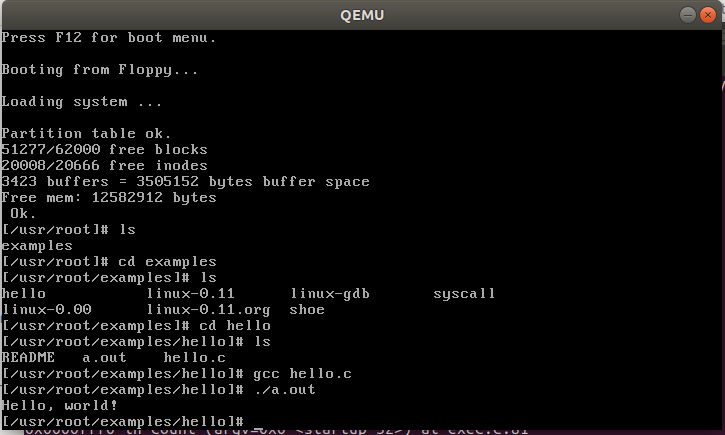 QEMU
Press F12 for boot menu.
Booting from Floppy...
Loading system ...
Partition table ok.
51277/62000 free blocks
20008/20666 free inodes
3423 buffers = 3505152 bytes buffer space
Free mem: 12582912 bytes
Ok.
[/usr/root]# ls
examples
[/usr/root]# cd examples
[/usr/root/examples]# ls
hello linux-0.11 linux-gdb syscall
linux-0.00 linux-0.11.org shoe
[/usr/root/examples]# cd hello
[/usr/root/examples/hello]# ls
README a.out hello.c
[/usr/root/examples/hello]# gcc hello.c
[/usr/root/examples/hello]# ./a.out
Hello, world!
[/usr/root/examples/hello]# _